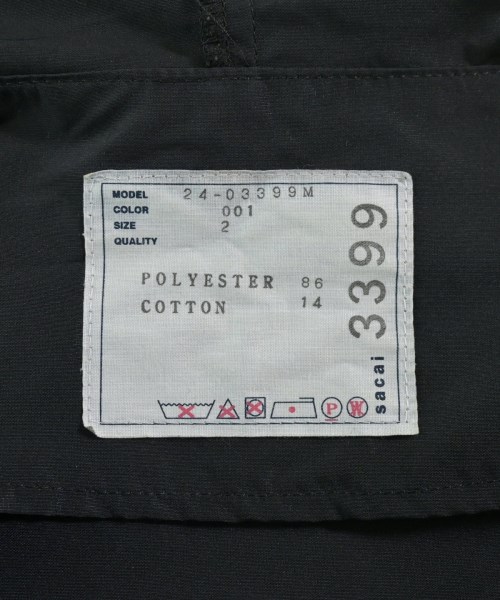 MODEL 24-03399M
COLOR 001
SIZE 2
QUALITY
POLYESTER 86
COTTON 14
P W
sacai 3399